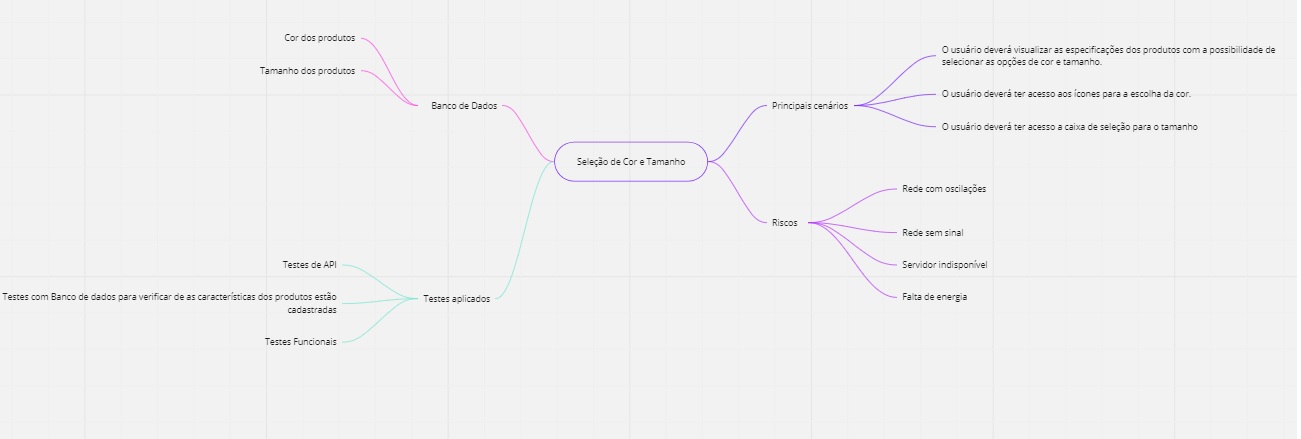 Cor dos produtos
Tamanho dos produtos
Banco de Dados
Seleção de Cor e Tamanho
Testes de API
Testes com Banco de dados para verificar de as características dos produtos estão
cadastradas
Testes Funcionais
Testes aplicados
Principais cenários
O usuário deverá visualizar as especificações dos produtos com a possibilidade de
selecionar as opções de cor e tamanho.
O usuário deverá ter acesso aos ícones para a escolha da cor.
O usuário deverá ter acesso a caixa de seleção para o tamanho
Riscos
Rede com oscilações
Rede sem sinal
Servidor indisponível
Falta de energia